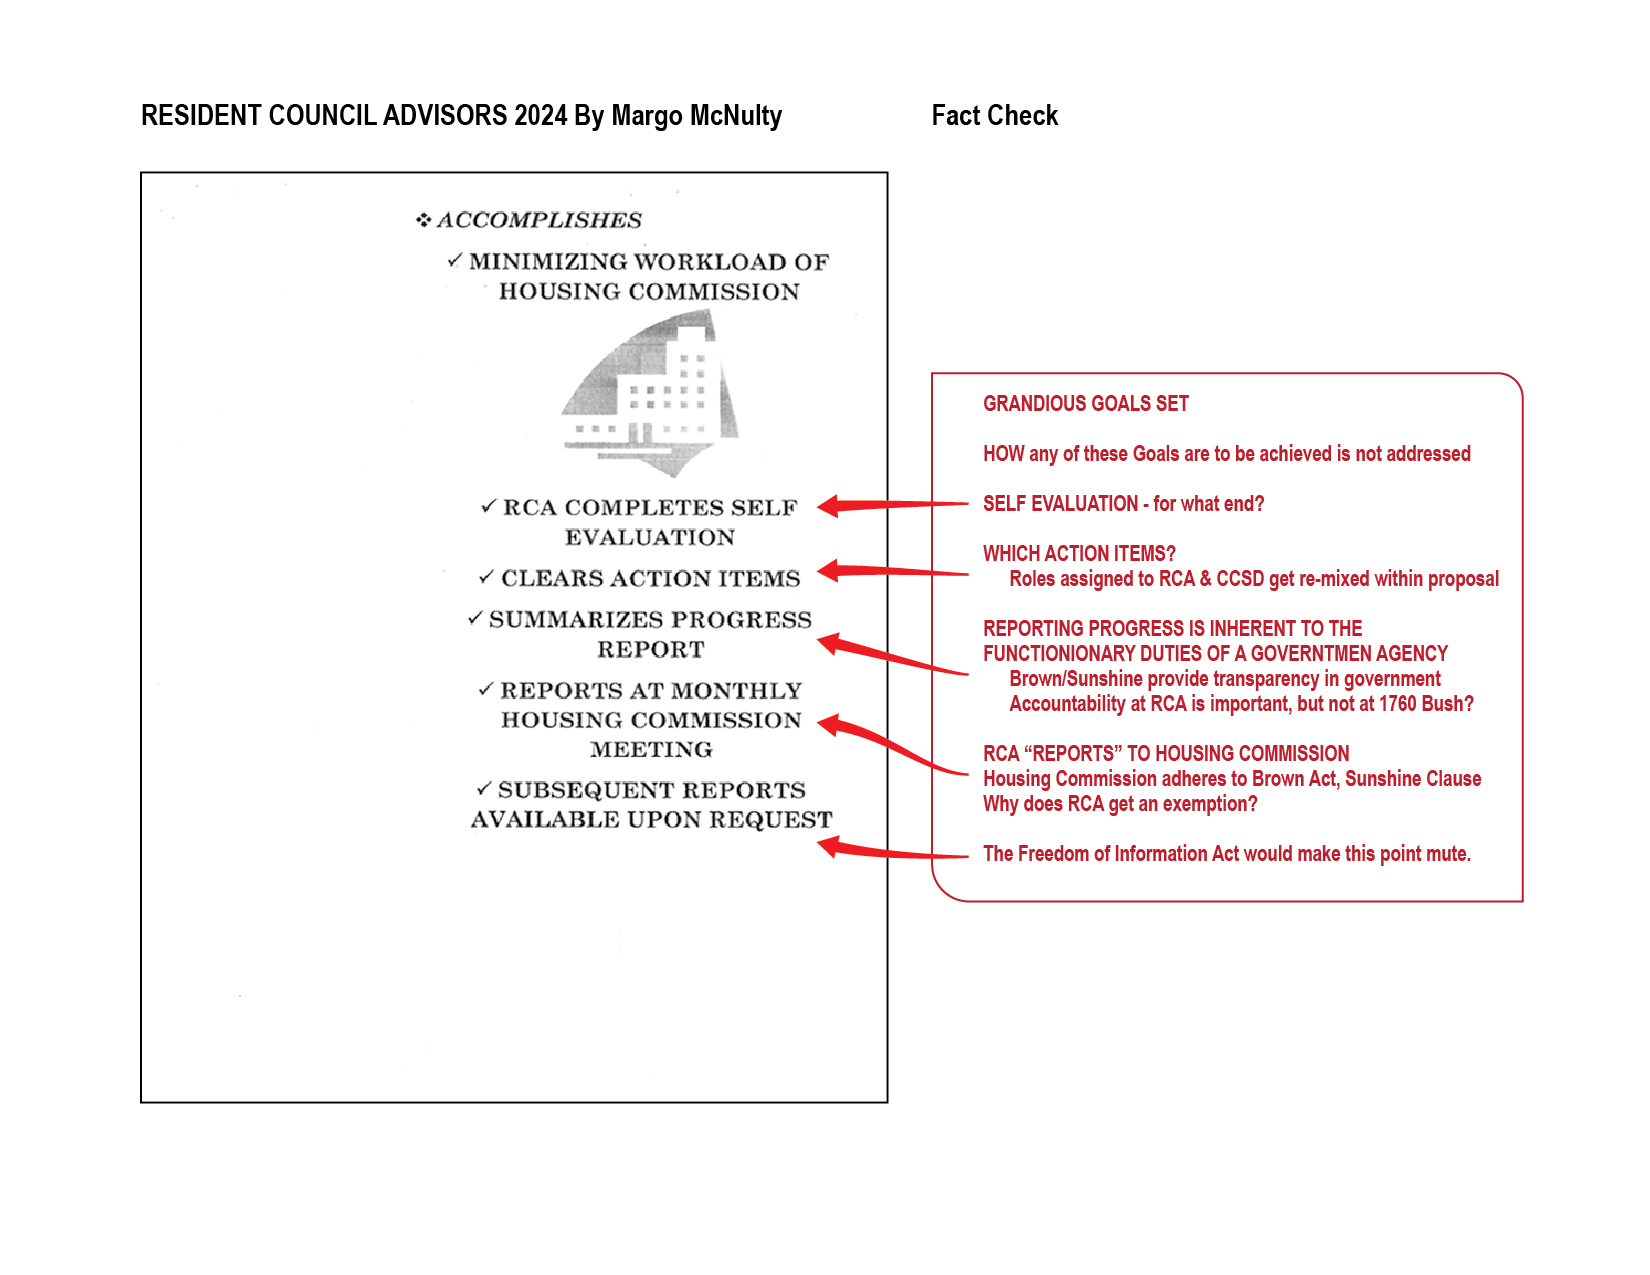 RESIDENT COUNCIL ADVISORS 2024 By Margo McNulty
Fact Check
❖ ACCOMPLISHES
✓ MINIMIZING WORKLOAD OF
HOUSING COMMISSION
✓ RCA COMPLETES SELF
EVALUATION
✓ CLEARS ACTION ITEMS
✓ SUMMARIZES PROGRESS
REPORT
✓ REPORTS AT MONTHLY
HOUSING COMMISSION
MEETING
✓ SUBSEQUENT REPORTS
AVAILABLE UPON REQUEST
GRANDIOUS GOALS SET
HOW any of these Goals are to be achieved is not addressed
SELF EVALUATION - for what end?
WHICH ACTION ITEMS?
Roles assigned to RCA & CCSD get re-mixed within proposal
REPORTING PROGRESS IS INHERENT TO THE
FUNCTIONIONARY DUTIES OF A GOVERNTMEN AGENCY
Brown/Sunshine provide transparency in government
Accountability at RCA is important, but not at 1760 Bush?
RCA “REPORTS” TO HOUSING COMMISSION
Housing Commission adheres to Brown Act, Sunshine Clause
Why does RCA get an exemption?
The Freedom of Information Act would make this point mute.